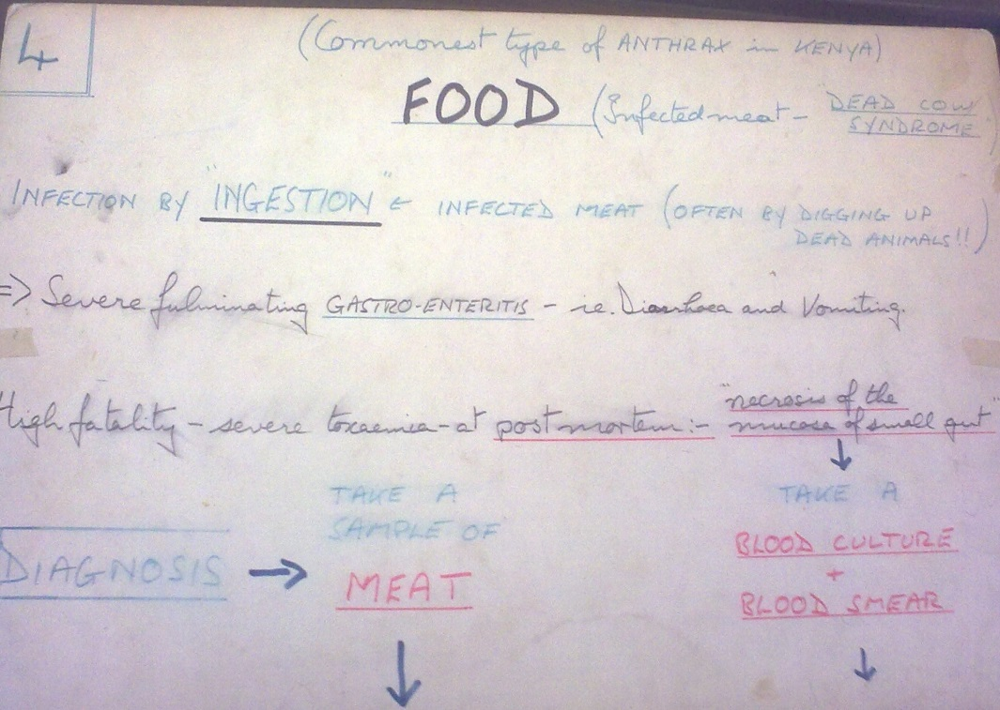 4
(Commonest type of ANTHRAX in KENYA)
FOOD (Infected meat - "DEAD COW
SYNDROME")
INFECTION BY "INGESTION" ← INFECTED MEAT (OFTEN BY DIGGING UP
DEAD ANIMALS!!)
=> Severe fulminating GASTRO-ENTERITIS - ie. Diarrhoea and Vomiting.
High fatality - severe toxaemia - at post mortem :- "necrosis of the
mucosa of small gut"
↓
TAKE A
SAMPLE OF
DIAGNOSIS → MEAT
↓
TAKE A
BLOOD CULTURE
+
BLOOD SMEAR
↓